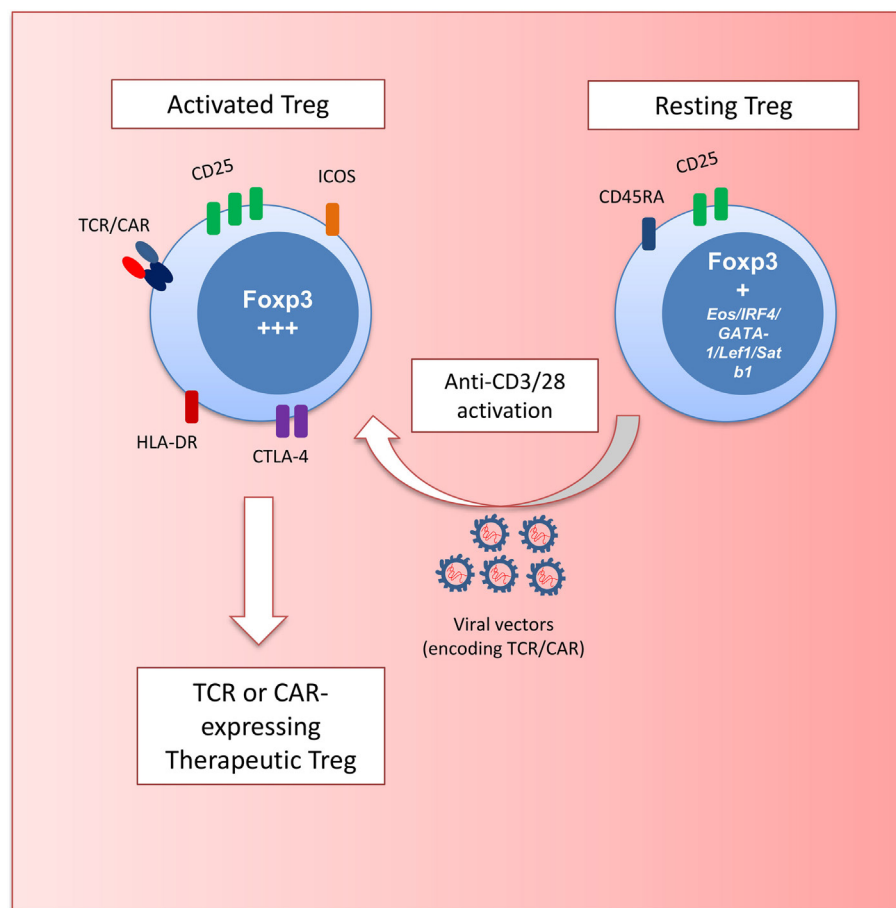 Activated Treg
Resting Treg
CD25
ICOS
TCR/CAR
CD25
CD45RA
Foxp3
+++
Foxp3
+
Eos/IRF4/
GATA-
1/Lef1/Sat
b1
Anti-CD3/28
activation
HLA-DR
CTLA-4
Viral vectors
(encoding TCR/CAR)
TCR or CAR-
expressing
Therapeutic Treg